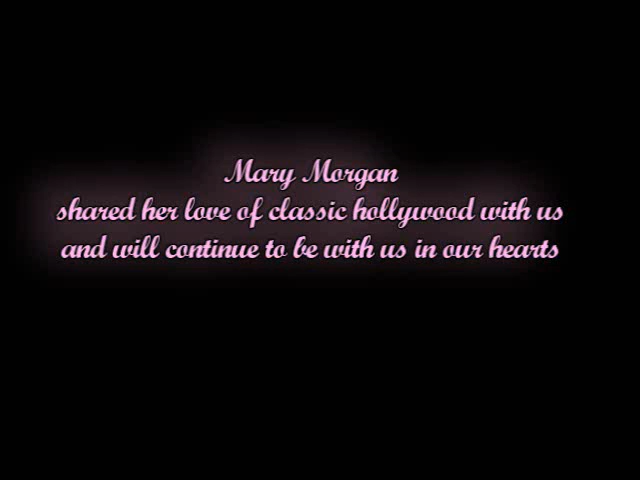 Mary Morgan
shared her love of classic hollywood with us
and will continue to be with us in our hearts